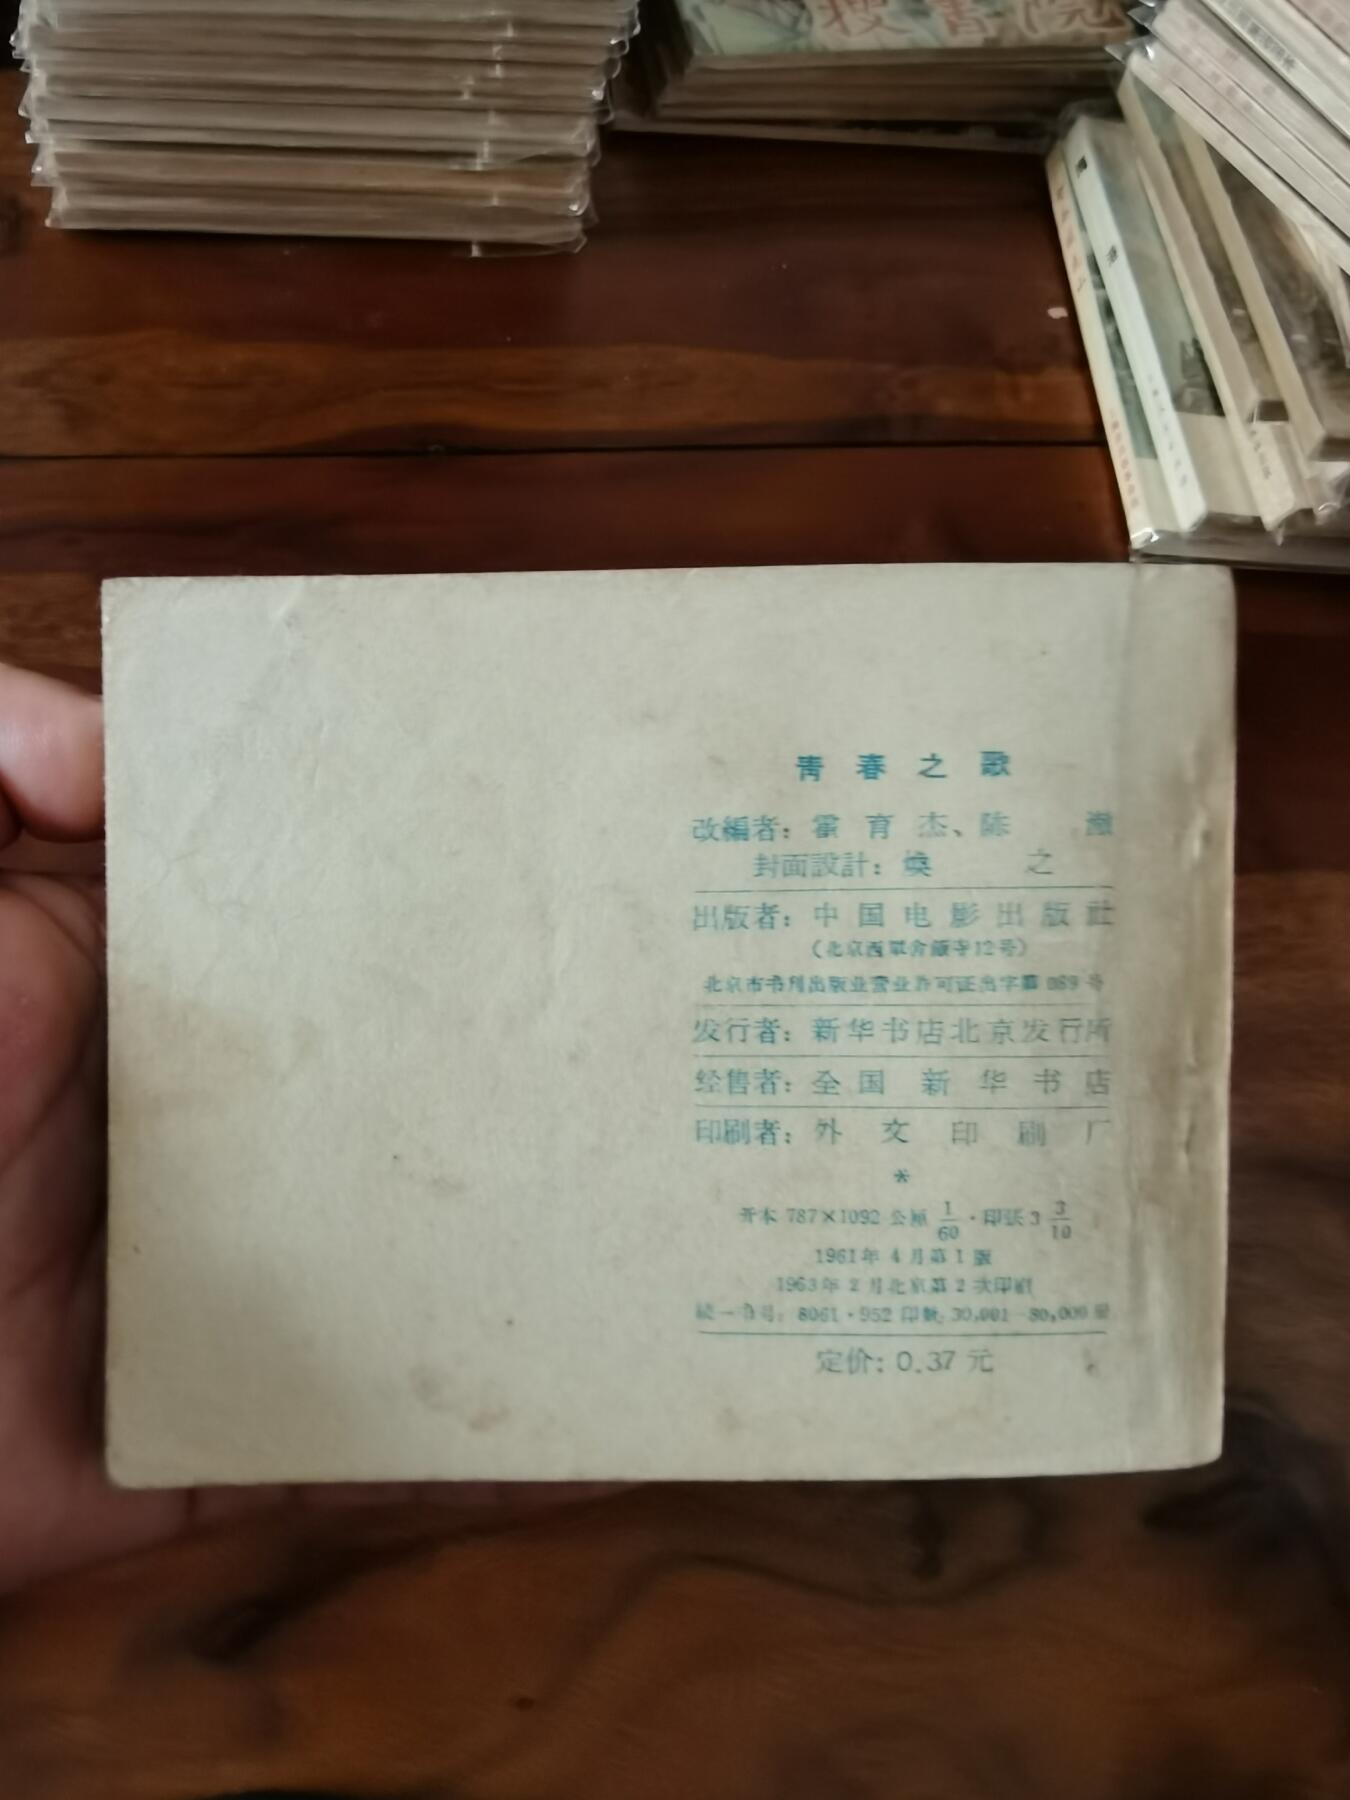 搜書院
青春之歌
改編者：霍育杰、陈
封面設計：焕之
出版者：中国电影出版社
（北京西單舍飯寺12号）
北京市书刊出版业营业許可证出字第089号
发行者：新华书店北京发行所
经售者：全国新华书店
印刷者：外文印刷厂
*
开本 787×1092 公厘 1/60・印张 3 3/10
1961年4月第1版
1963年2月北京第2次印刷
統一书号：8061・952 印数：30,001—80,000册
定价：0.37元